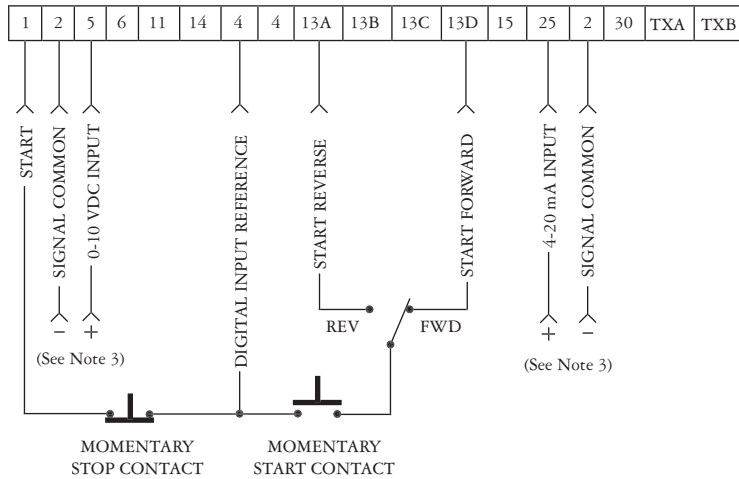 1 2 5 6 11 14 4 4 13A 13B 13C 13D 15 25 2 30 TXA TXB
START
SIGNAL COMMON
0-10 VDC INPUT
DIGITAL INPUT REFERENCE
START REVERSE
START FORWARD
4-20 mA INPUT
SIGNAL COMMON
REV FWD
− +
(See Note 3)
+ −
(See Note 3)
MOMENTARY
STOP CONTACT
MOMENTARY
START CONTACT